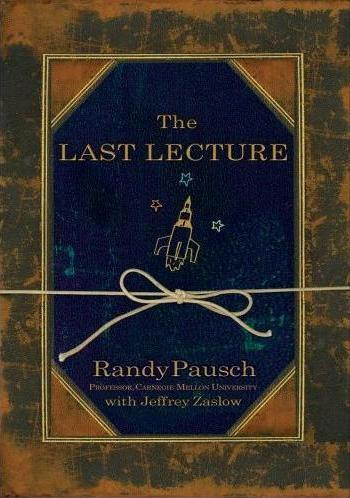 The
LAST LECTURE
Randy Pausch
PROFESSOR, CARNEGIE MELLON UNIVERSITY
with Jeffrey Zaslow